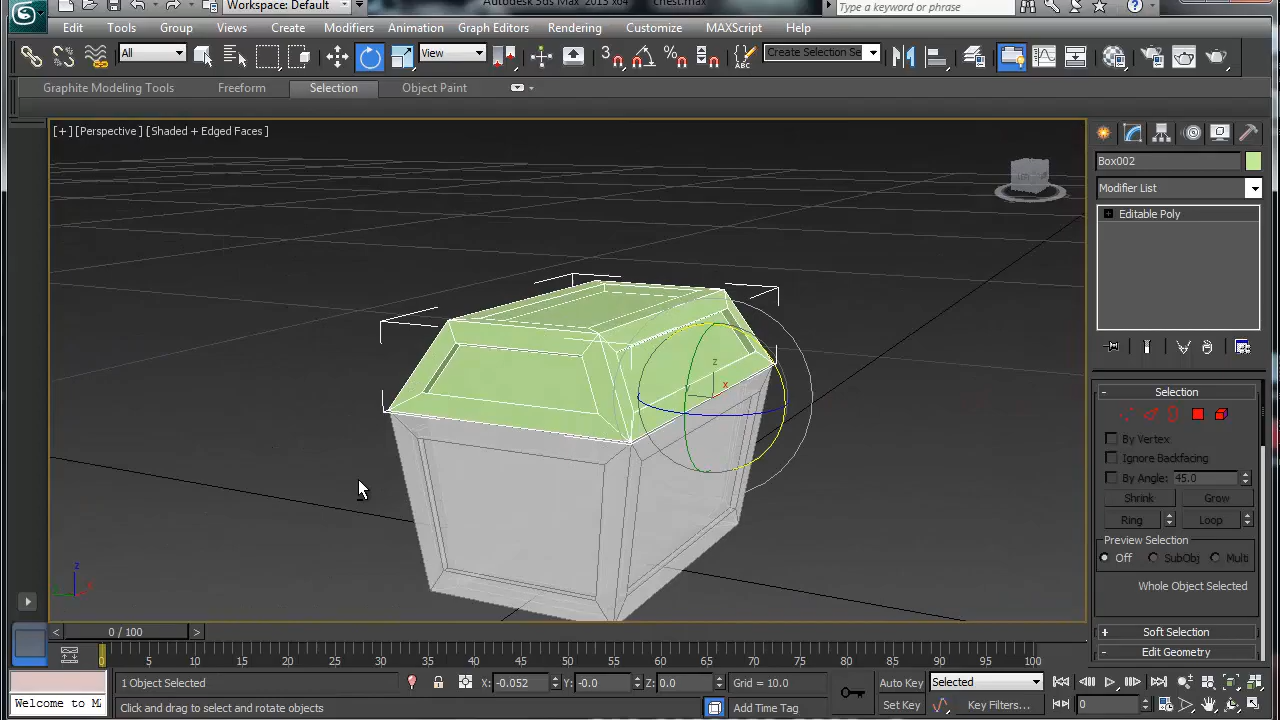 Workspace: Default
Autodesk 3ds Max 2013 x64 chest.max
Type a keyword or phrase
Edit Tools Group Views Create Modifiers Animation Graph Editors Rendering Customize MAXScript Help
All View 3 % ABC Create Selection Se
Graphite Modeling Tools Freeform Selection Object Paint
[+] [Perspective] [Shaded + Edged Faces]
Box002
Modifier List
Editable Poly
z
x
- Selection
By Vertex
Ignore Backfacing
By Angle: 45.0
Shrink Grow
Ring Loop
Preview Selection
Off SubObj Multi
Whole Object Selected
+ Soft Selection
- Edit Geometry
z
< 0 / 100 >
0 5 10 15 20 25 30 35 40 45 50 55 60 65 70 75 80 85 90 95 100
1 Object Selected X: -0.052 Y: -0.0 Z: 0.0 Grid = 10.0 Auto Key Selected
Welcome to M Click and drag to select and rotate objects Add Time Tag Set Key Key Filters... 0